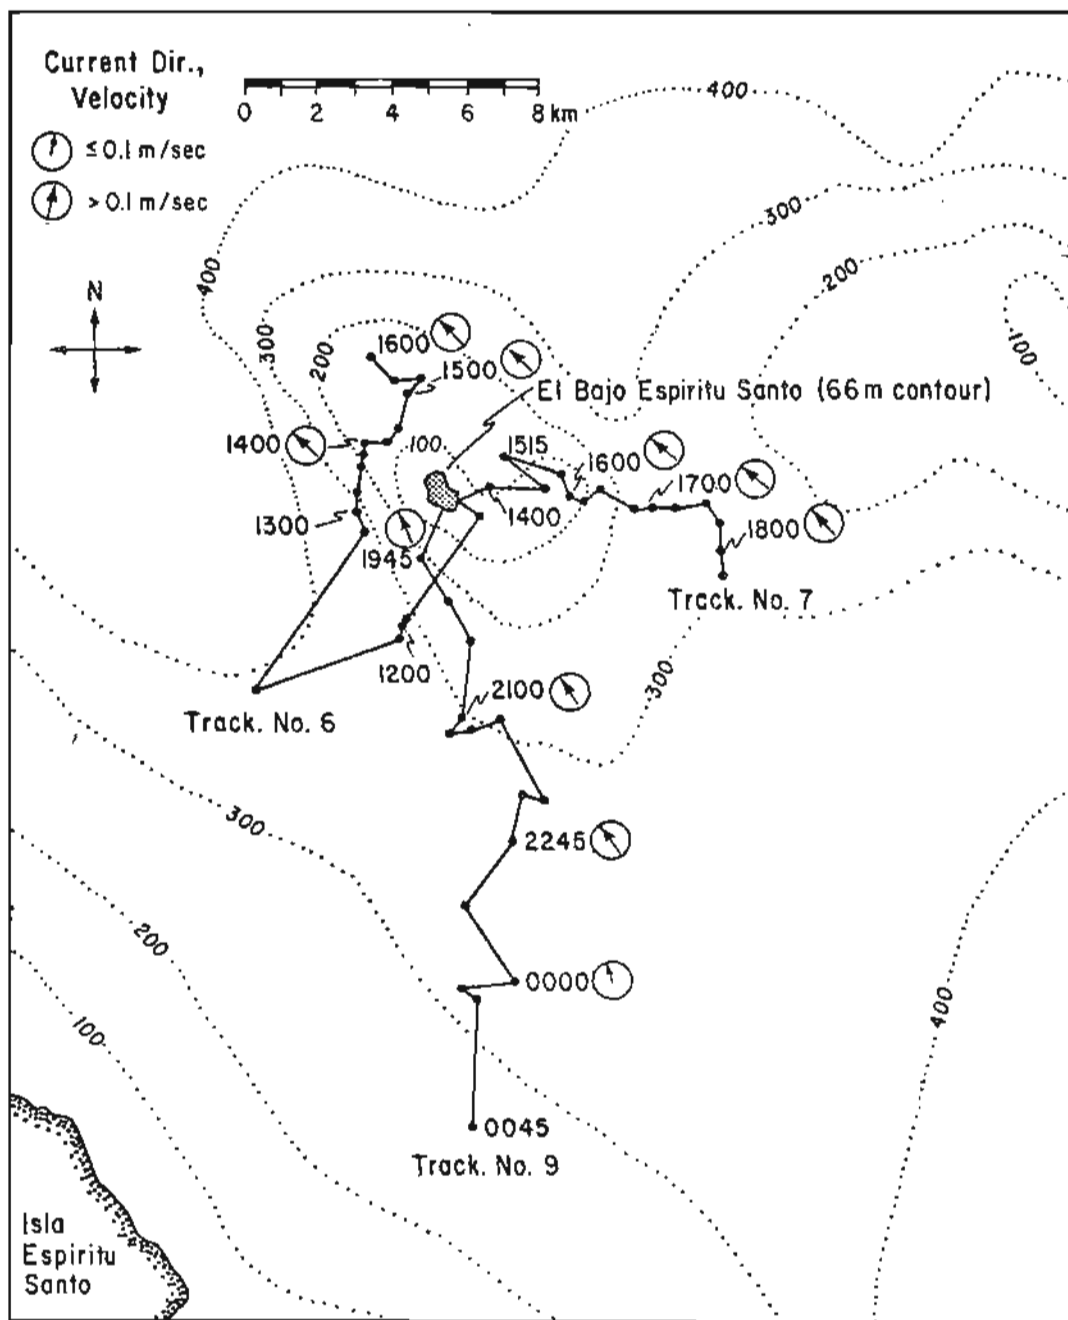 Current Dir.,
Velocity
≤ 0.1 m/sec
> 0.1 m/sec
0 2 4 6 8 km
N
400
300
200
100
400
300
200
1600
1500
El Bajo Espiritu Santo (66 m contour)
1400
100
1515
1600
1700
1400
1300
1800
1945
Track. No. 7
1200
300
2100
Track. No. 6
300
2245
200
0000
400
100
0045
Track. No. 9
Isla
Espiritu
Santo